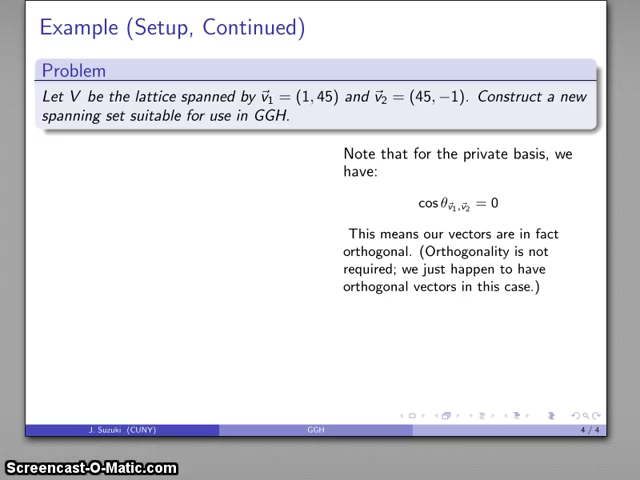 Example (Setup, Continued)
Problem
Let V be the lattice spanned by v⃗₁ = (1, 45) and v⃗₂ = (45, −1). Construct a new
spanning set suitable for use in GGH.
Note that for the private basis, we
have:
cos θ_{v⃗₁,v⃗₂} = 0
This means our vectors are in fact
orthogonal. (Orthogonality is not
required; we just happen to have
orthogonal vectors in this case.)
J. Suzuki (CUNY) GGH 4 / 4
Screencast-O-Matic.com